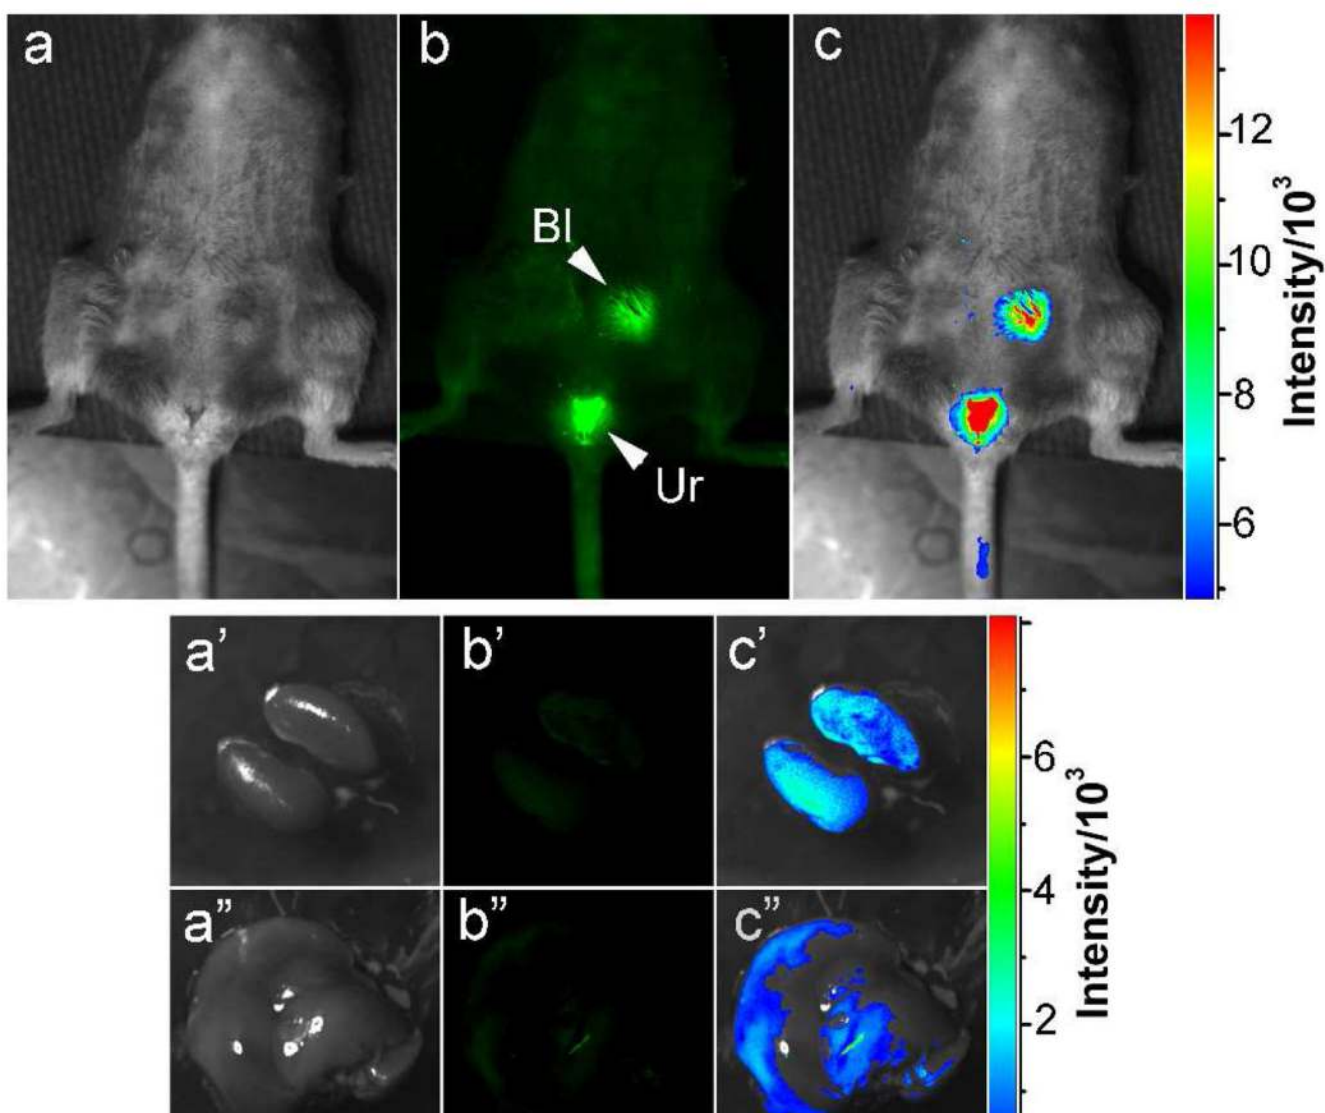 a
b
c
Bl
Ur
12
10
8
6
Intensity/10³
a’
b’
c’
a”
b”
c”
6
4
2
Intensity/10³